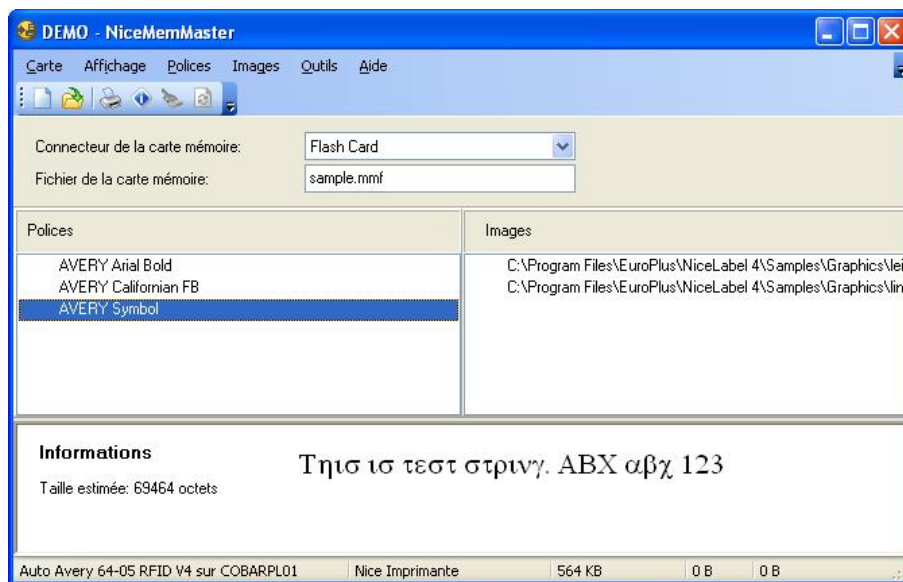 DEMO - NiceMemMaster
Carte Affichage Polices Images Outils Aide
Connecteur de la carte mémoire: Flash Card
Fichier de la carte mémoire: sample.mmf
Polices Images
AVERY Arial Bold
AVERY Californian FB
AVERY Symbol
C:\Program Files\EuroPlus\NiceLabel 4\Samples\Graphics\lei
C:\Program Files\EuroPlus\NiceLabel 4\Samples\Graphics\lin
Informations
Taille estimée: 69464 octets
Τηισ ισ τεστ στρινγ. ΑΒΧ αβχ 123
Auto Avery 64-05 RFID V4 sur COBARPL01 Nice Imprimante 564 KB 0 B 0 B